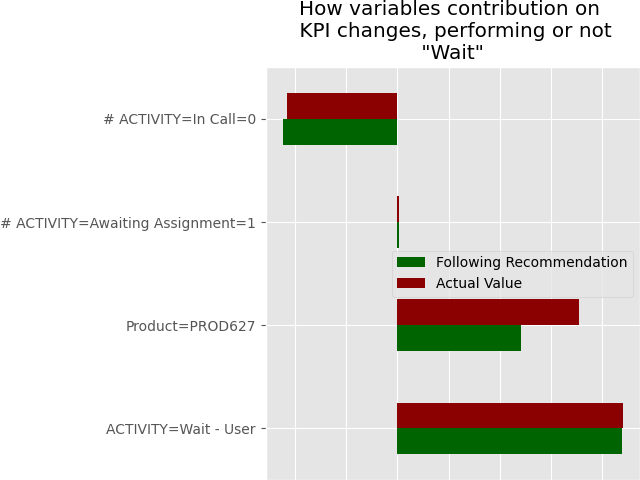 How variables contribution on
KPI changes, performing or not
"Wait"
# ACTIVITY=In Call=0
# ACTIVITY=Awaiting Assignment=1
Following Recommendation
Actual Value
Product=PROD627
ACTIVITY=Wait - User